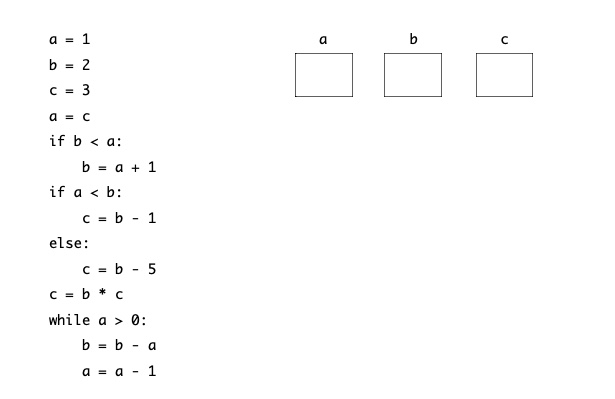 a = 1
b = 2
c = 3
a = c
if b < a:
    b = a + 1
if a < b:
    c = b - 1
else:
    c = b - 5
c = b * c
while a > 0:
    b = b - a
    a = a - 1
a b c